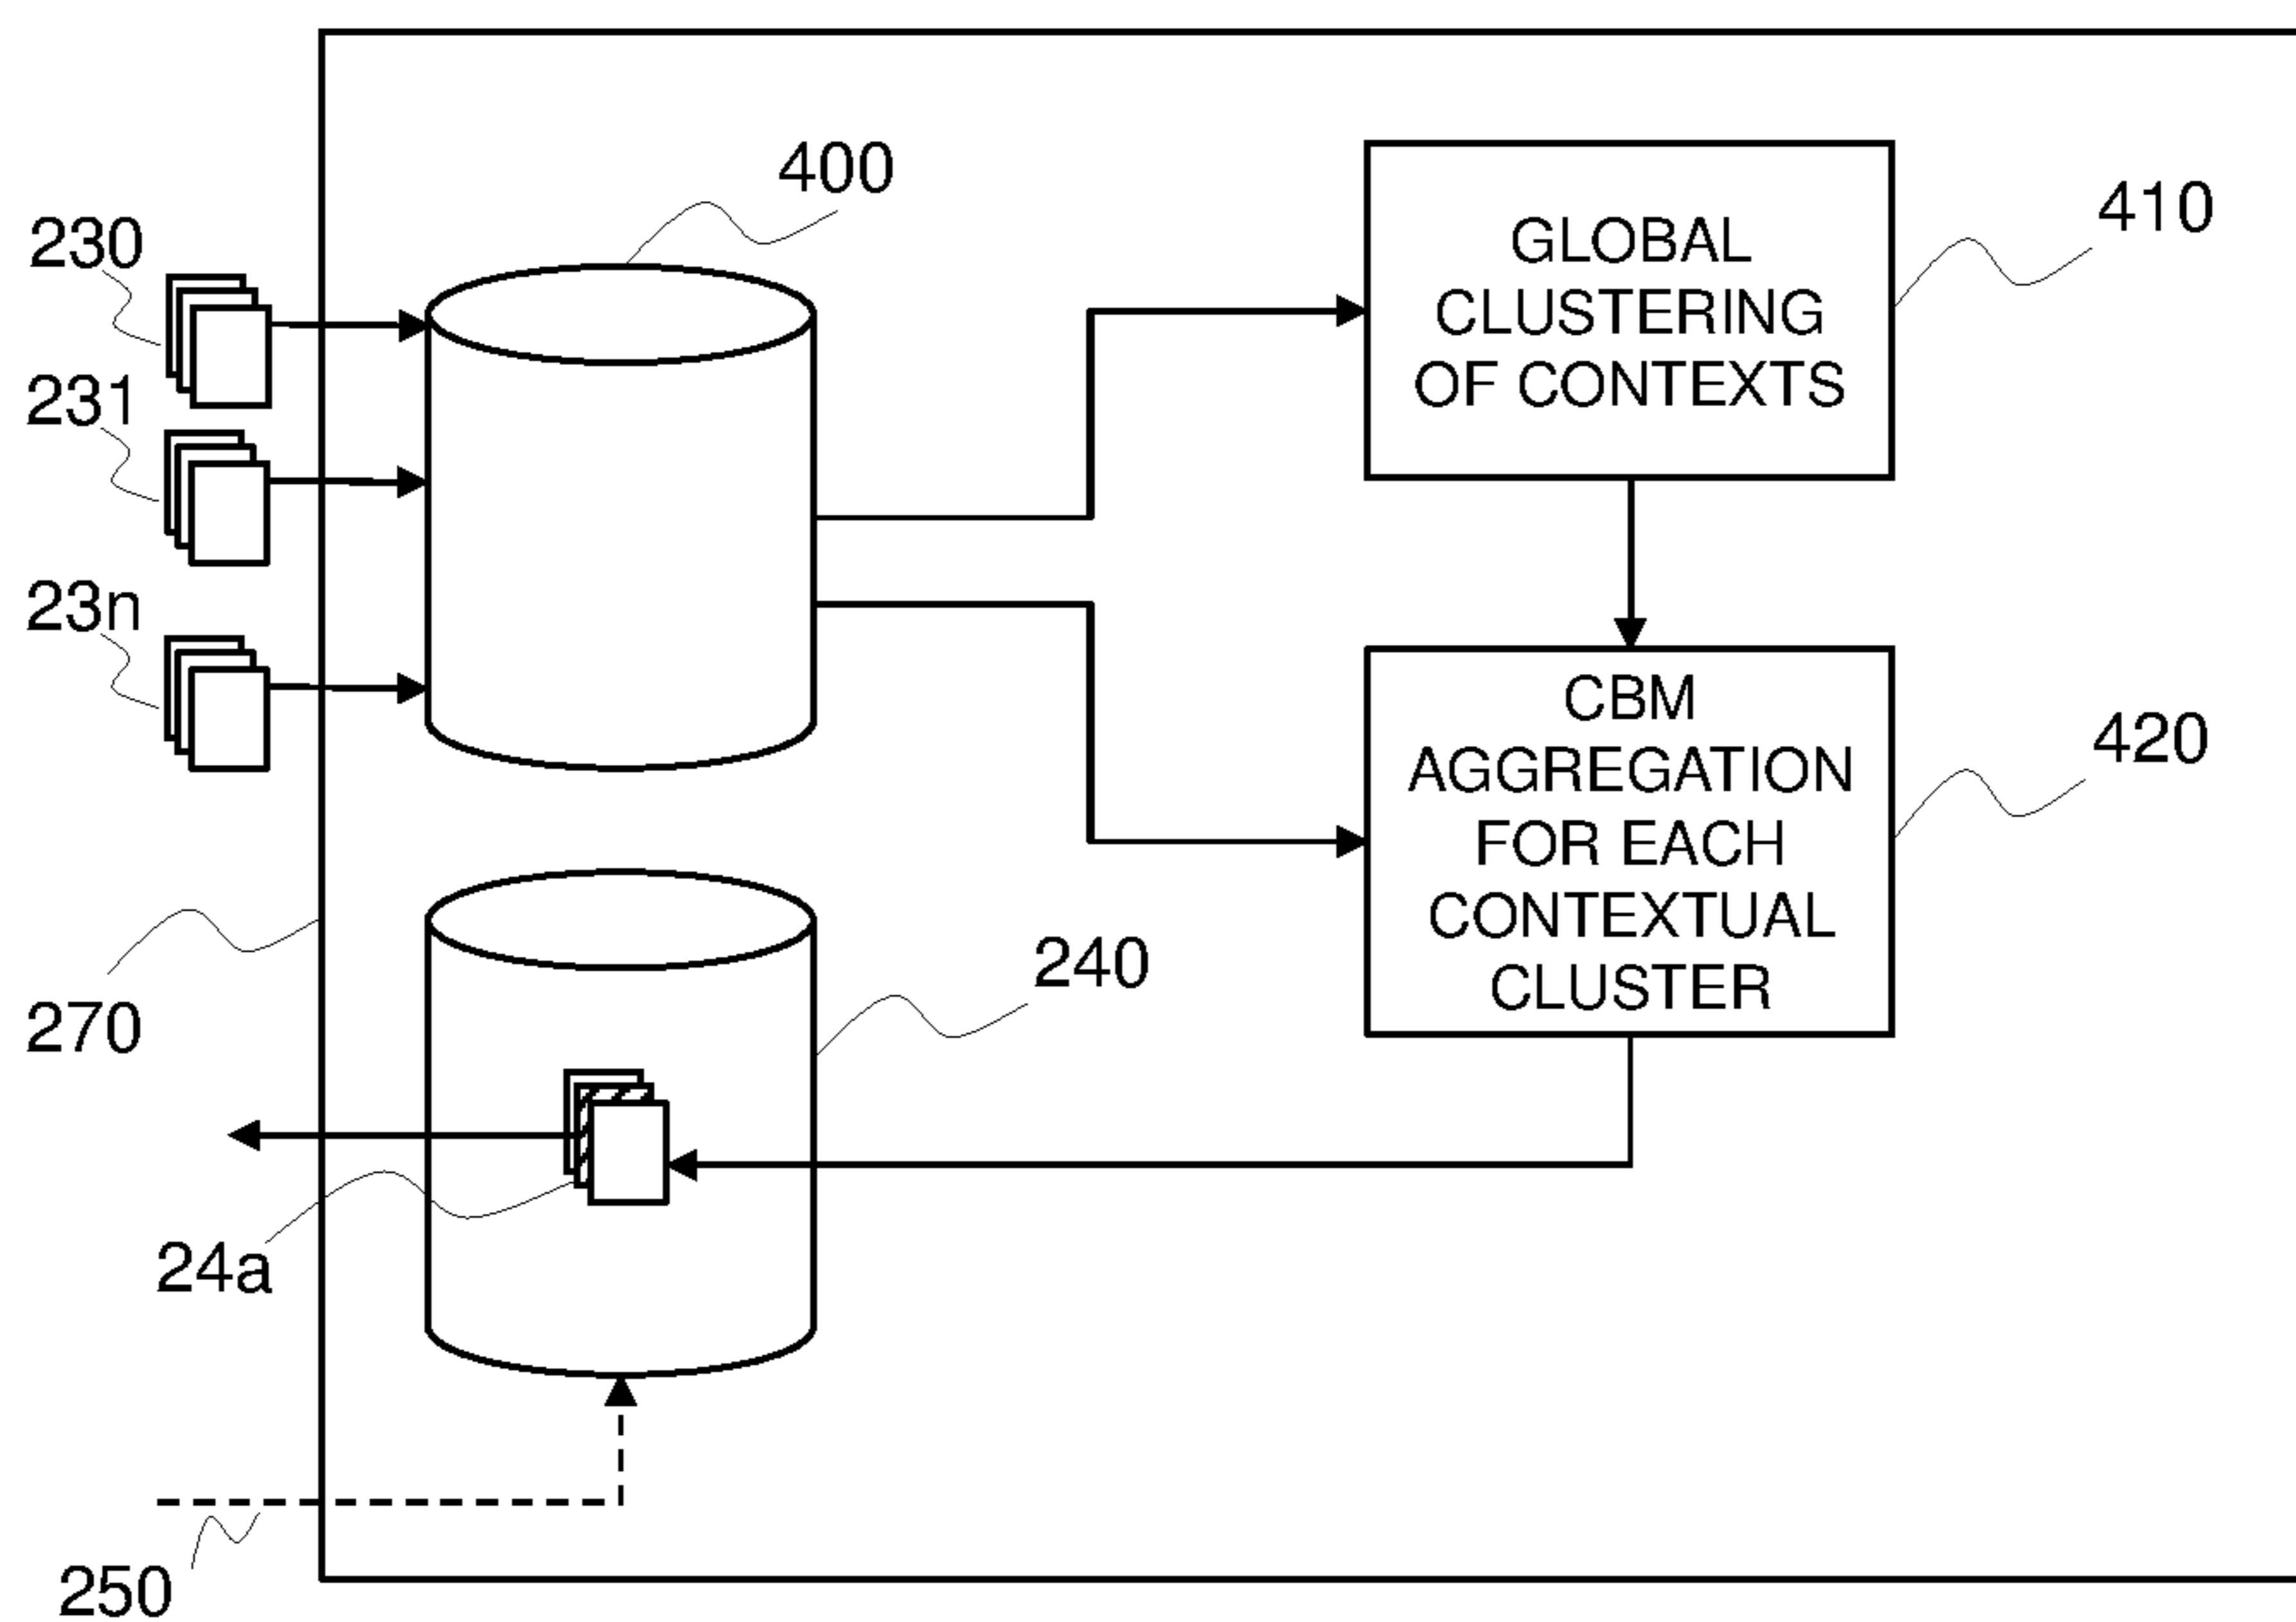 400
230
231
23n
GLOBAL
CLUSTERING
OF CONTEXTS
410
CBM
AGGREGATION
FOR EACH
CONTEXTUAL
CLUSTER
420
270
240
24a
250